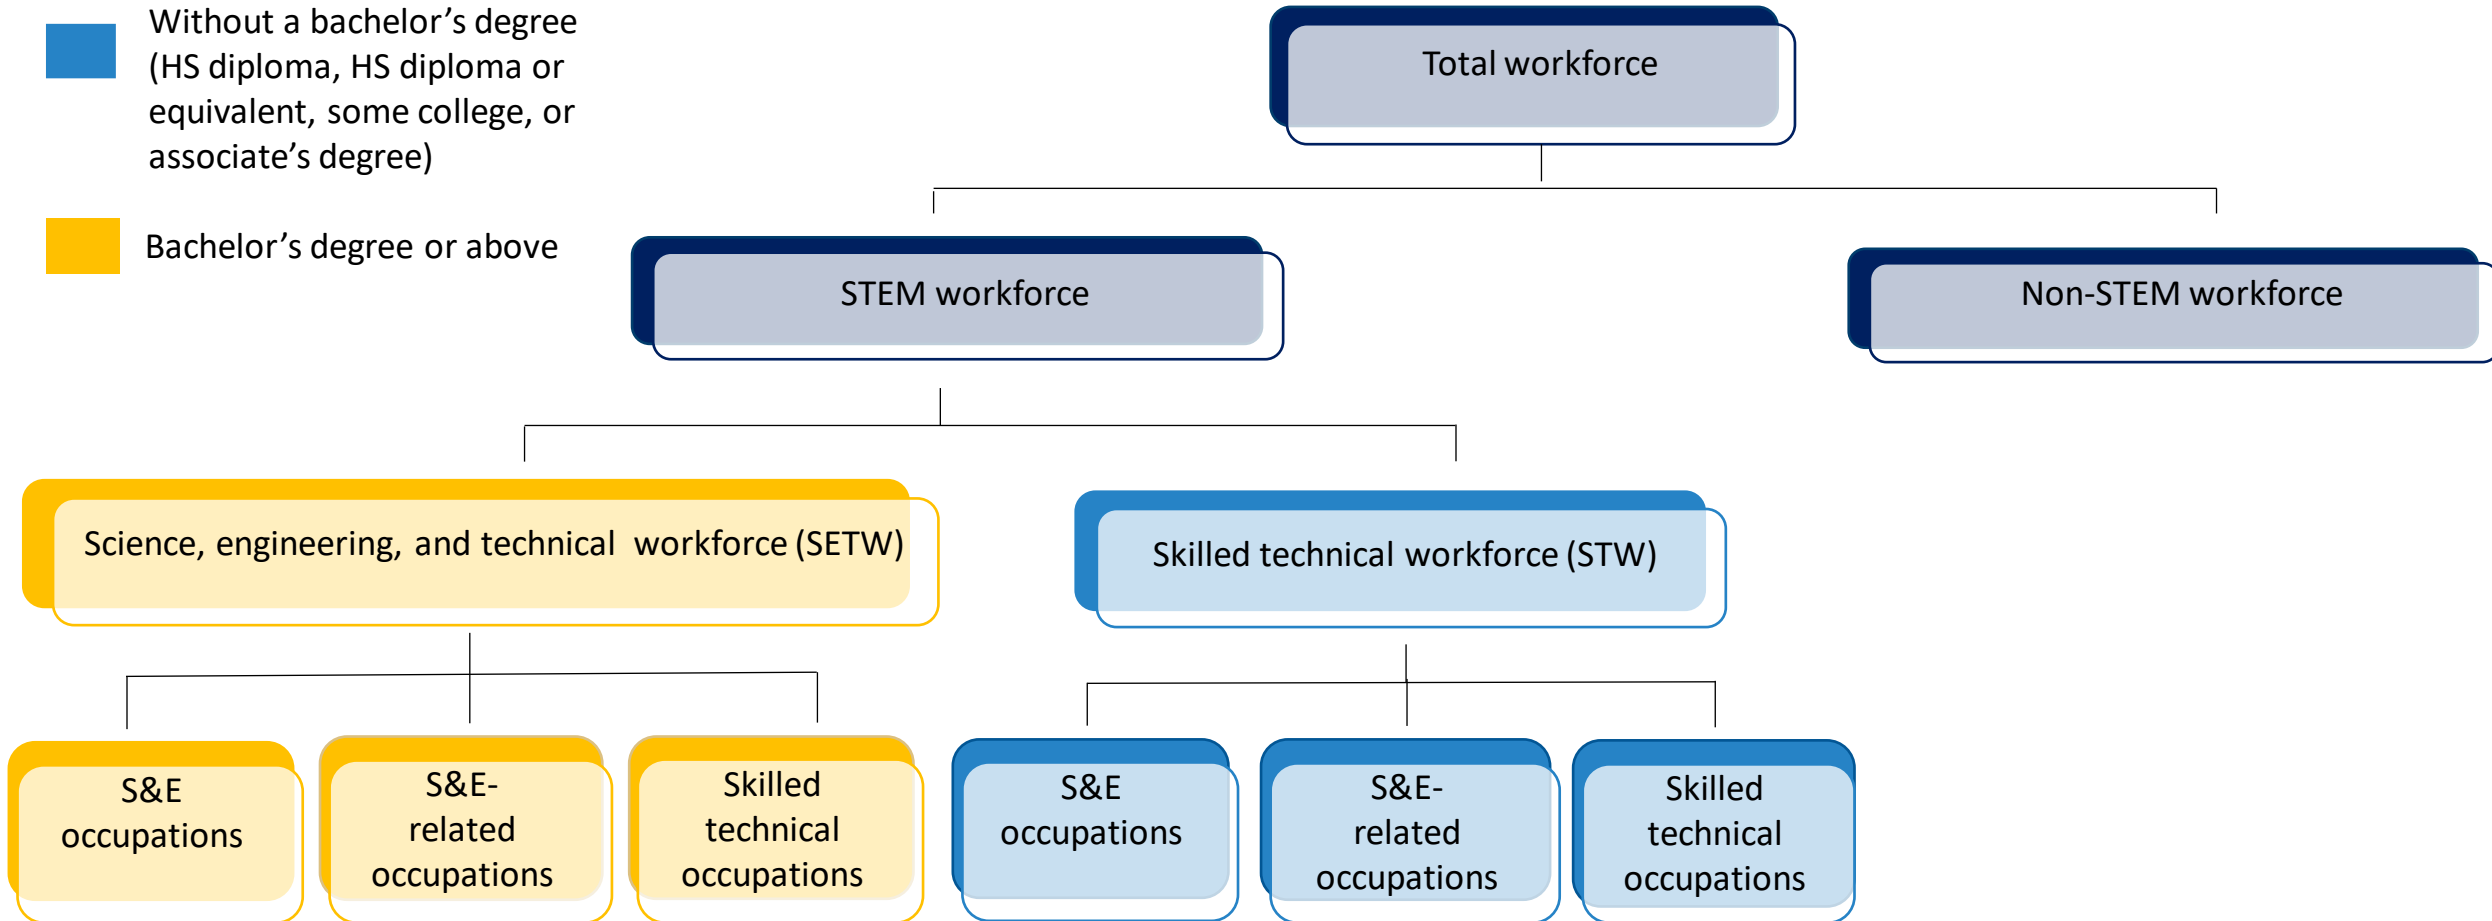 Without a bachelor’s degree
(HS diploma, HS diploma or
equivalent, some college, or
associate’s degree)
Bachelor’s degree or above
Total workforce
STEM workforce
Non-STEM workforce
Science, engineering, and technical workforce (SETW)
Skilled technical workforce (STW)
S&E
occupations
S&E-
related
occupations
Skilled
technical
occupations
S&E
occupations
S&E-
related
occupations
Skilled
technical
occupations